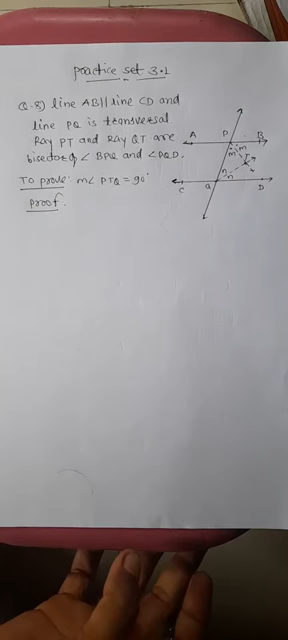 practice set 3.1
Q.8) line AB || line CD and
line PQ is transversal
Ray PT and Ray QT are
bisector of ∠ BPQ and ∠PQD.
To prove: m∠ PTQ = 90°
proof.
A P B
m m
T
n n
C Q D